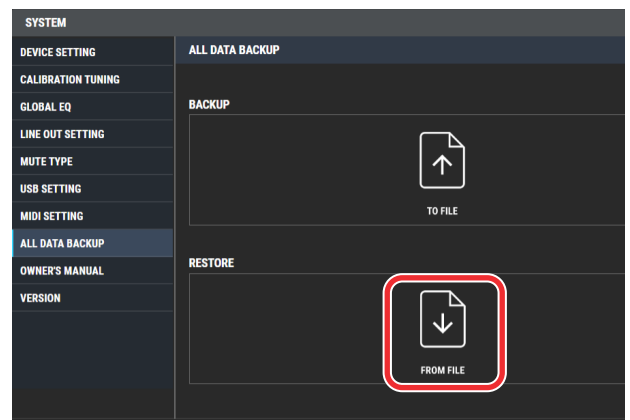 SYSTEM
DEVICE SETTING
CALIBRATION TUNING
GLOBAL EQ
LINE OUT SETTING
MUTE TYPE
USB SETTING
MIDI SETTING
ALL DATA BACKUP
OWNER'S MANUAL
VERSION
ALL DATA BACKUP
BACKUP
TO FILE
RESTORE
FROM FILE